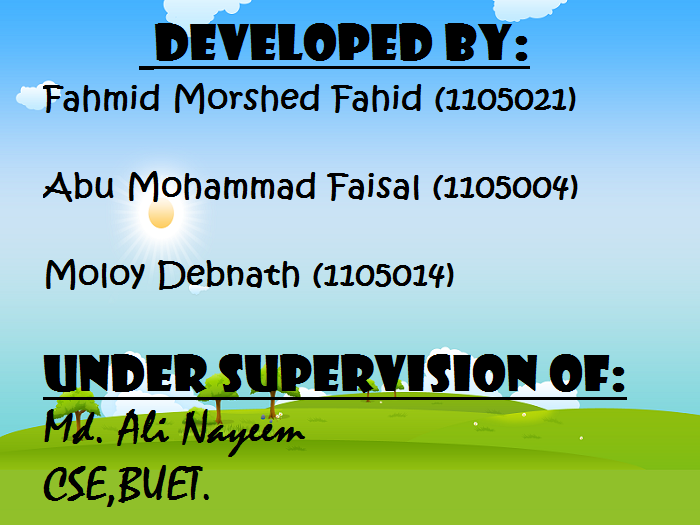 DEVELOPED BY:
Fahmid Morshed Fahid (1105021)
Abu Mohammad Faisal (1105004)
Moloy Debnath (1105014)
UNDER SUPERVISION OF:
Md. Ali Nayeem
CSE,BUET.